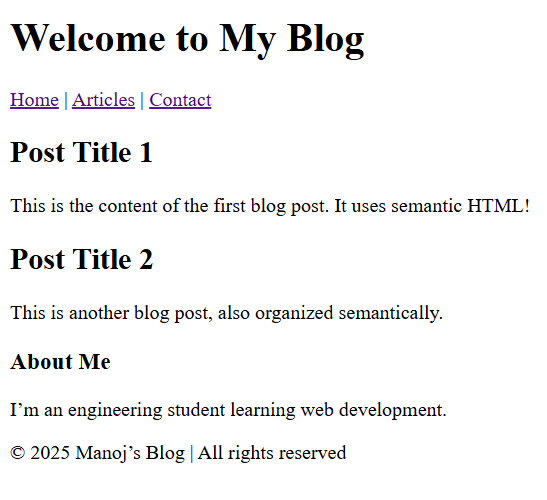 Welcome to My Blog
Home | Articles | Contact
Post Title 1
This is the content of the first blog post. It uses semantic HTML!
Post Title 2
This is another blog post, also organized semantically.
About Me
I’m an engineering student learning web development.
© 2025 Manoj’s Blog | All rights reserved